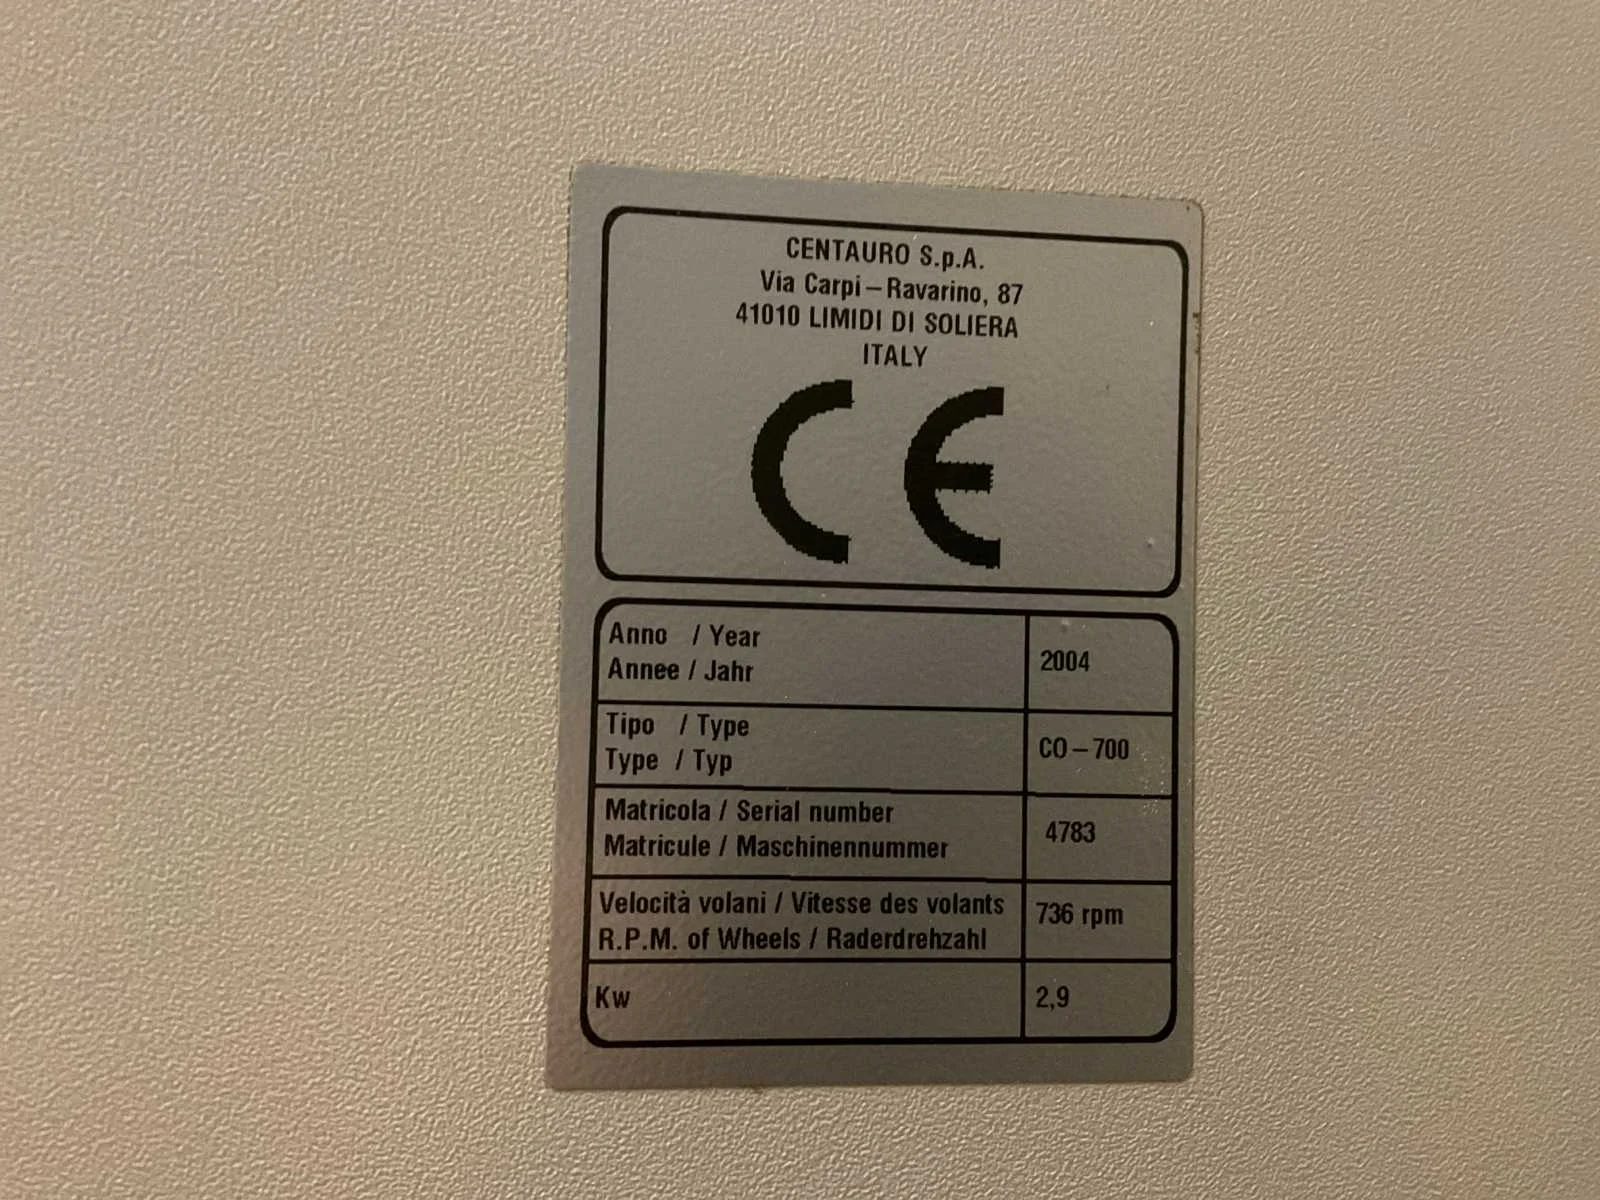 CENTAURO S.p.A.
Via Carpi – Ravarino, 87
41010 LIMIDI DI SOLIERA
ITALY
CE
Anno / Year
Annee / Jahr
2004
Tipo / Type
Type / Typ
CO – 700
Matricola / Serial number
Matricule / Maschinennummer
4783
Velocità volani / Vitesse des volants
R.P.M. of Wheels / Raderdrehzahl
736 rpm
Kw
2,9